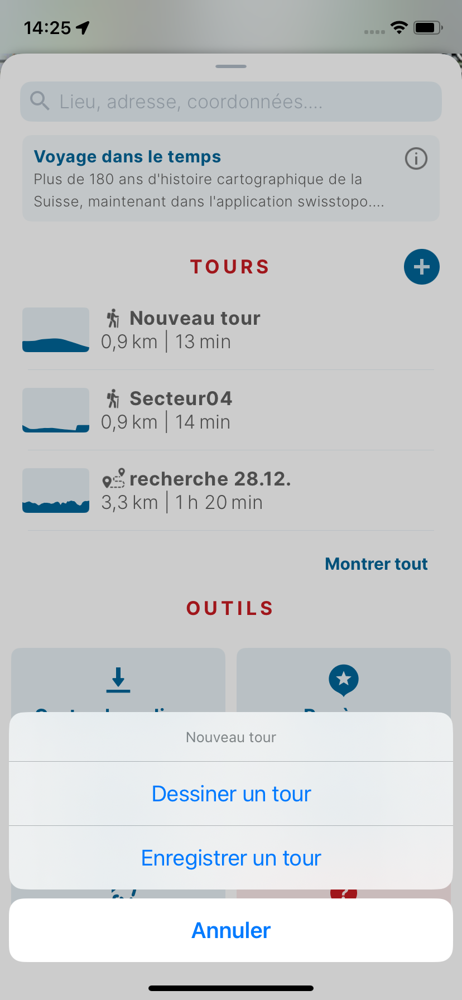 14:25
Lieu, adresse, coordonnées....
Voyage dans le temps
Plus de 180 ans d'histoire cartographique de la
Suisse, maintenant dans l'application swisstopo....
TOURS
Nouveau tour
0,9 km | 13 min
Secteur04
0,9 km | 14 min
recherche 28.12.
3,3 km | 1 h 20 min
Montrer tout
OUTILS
Nouveau tour
Dessiner un tour
Enregistrer un tour
Annuler